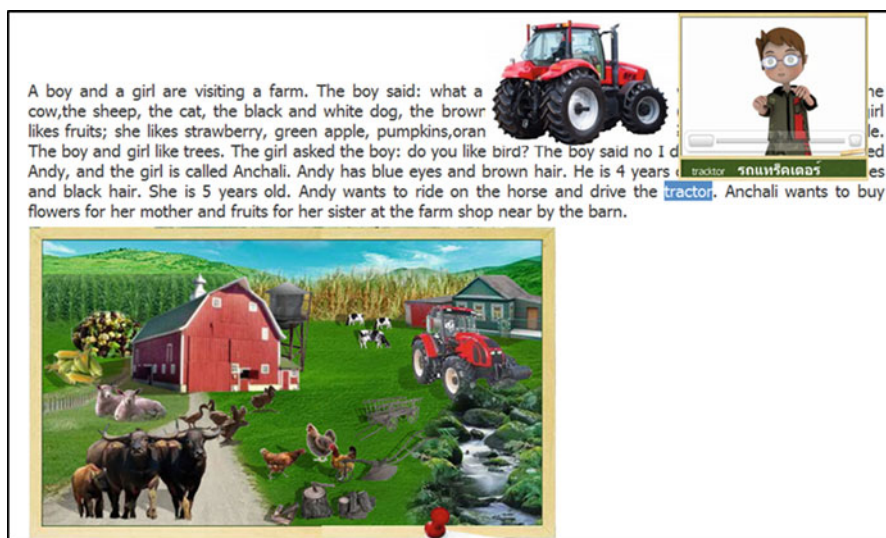 A boy and a girl are visiting a farm. The boy said: what a he
cow,the sheep, the cat, the black and white dog, the brown girl
likes fruits; she likes strawberry, green apple, pumpkins,oran le.
The boy and girl like trees. The girl asked the boy: do you like bird? The boy said no I d ed
Andy, and the girl is called Anchali. Andy has blue eyes and brown hair. He is 4 years es
and black hair. She is 5 years old. Andy wants to ride on the horse and drive the tractor. Anchali wants to buy
flowers for her mother and fruits for her sister at the farm shop near by the barn.
tracktor รถแทร็คเตอร์